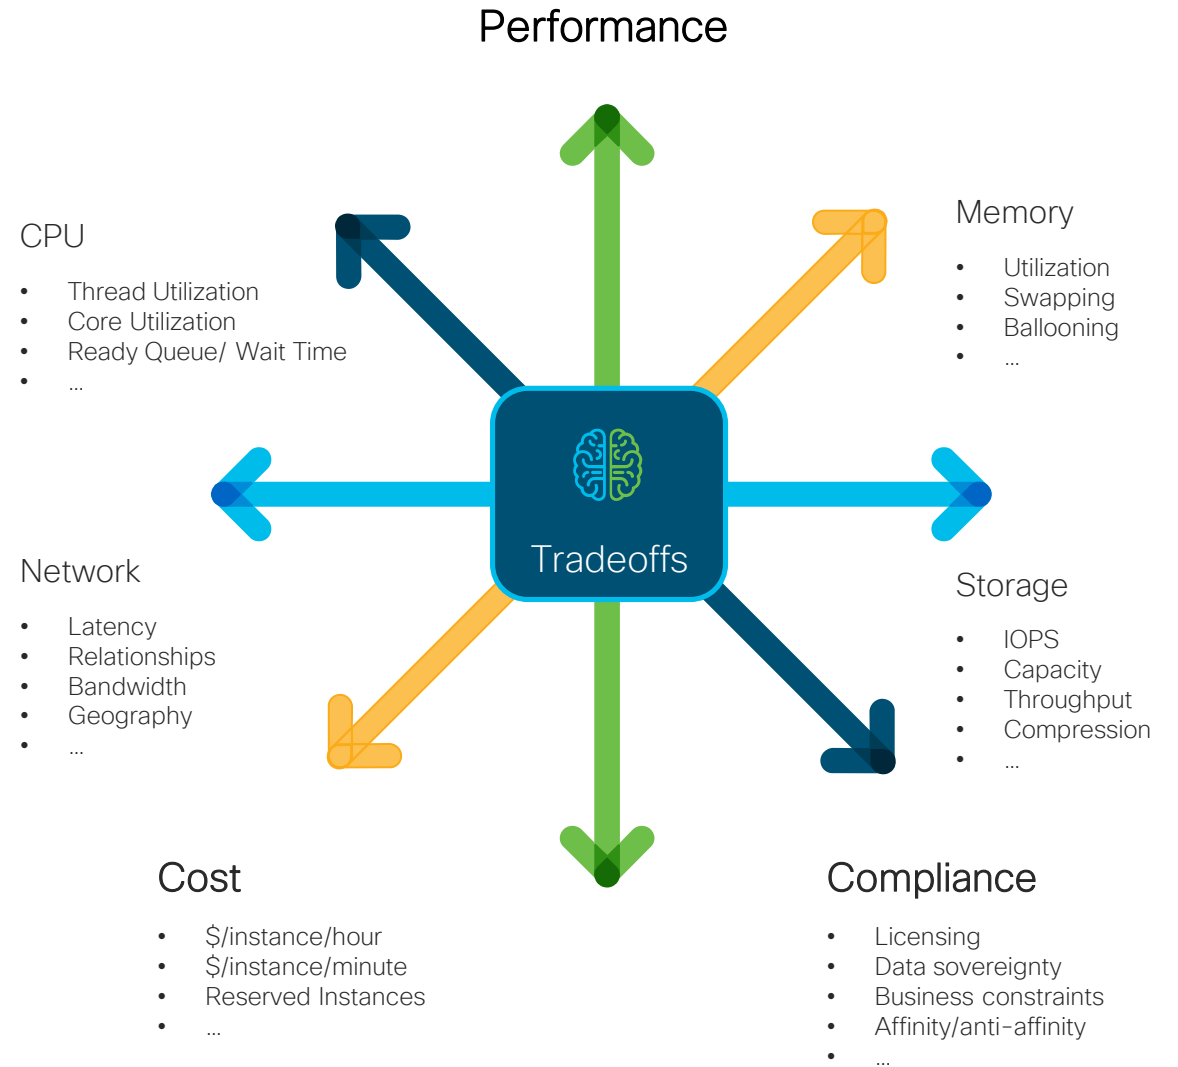 Performance
CPU
• Thread Utilization
• Core Utilization
• Ready Queue/ Wait Time
• ...
Memory
• Utilization
• Swapping
• Ballooning
• ...
Tradeoffs
Network
• Latency
• Relationships
• Bandwidth
• Geography
• ...
Storage
• IOPS
• Capacity
• Throughput
• Compression
• ...
Cost
• $/instance/hour
• $/instance/minute
• Reserved Instances
• ...
Compliance
• Licensing
• Data sovereignty
• Business constraints
• Affinity/anti-affinity
• ...